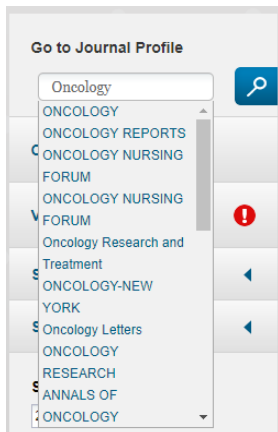 Go to Journal Profile
Oncology
ONCOLOGY
ONCOLOGY REPORTS
ONCOLOGY NURSING
FORUM
ONCOLOGY NURSING
FORUM
Oncology Research and
Treatment
ONCOLOGY-NEW
YORK
Oncology Letters
ONCOLOGY
RESEARCH
ANNALS OF
ONCOLOGY